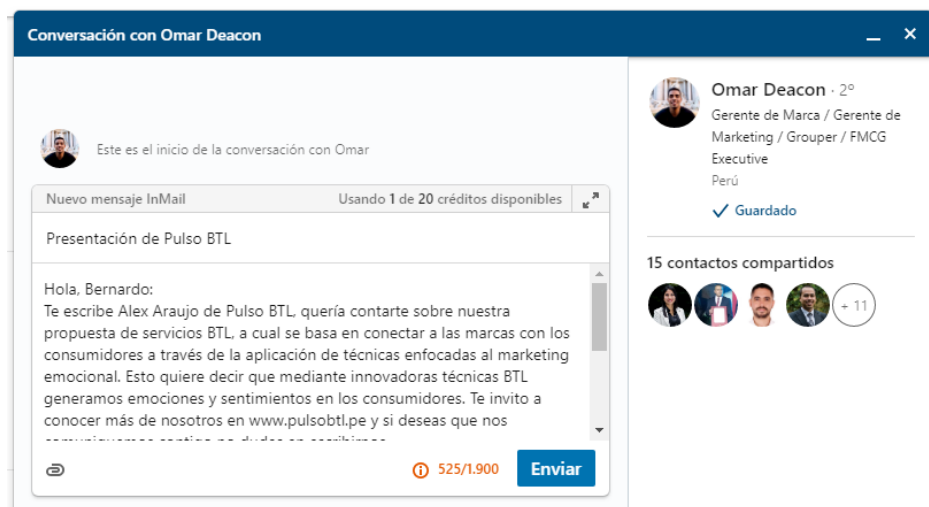 Conversación con Omar Deacon
Este es el inicio de la conversación con Omar
Nuevo mensaje InMail
Usando 1 de 20 créditos disponibles
Presentación de Pulso BTL
Hola, Bernardo:
Te escribe Alex Araujo de Pulso BTL, quería contarte sobre nuestra
propuesta de servicios BTL, a cual se basa en conectar a las marcas con los
consumidores a través de la aplicación de técnicas enfocadas al marketing
emocional. Esto quiere decir que mediante innovadoras técnicas BTL
generamos emociones y sentimientos en los consumidores. Te invito a
conocer más de nosotros en www.pulsobtl.pe y si deseas que nos
525/1.900
Enviar
Omar Deacon · 2º
Gerente de Marca / Gerente de
Marketing / Grouper / FMCG
Executive
Perú
Guardado
15 contactos compartidos
+ 11